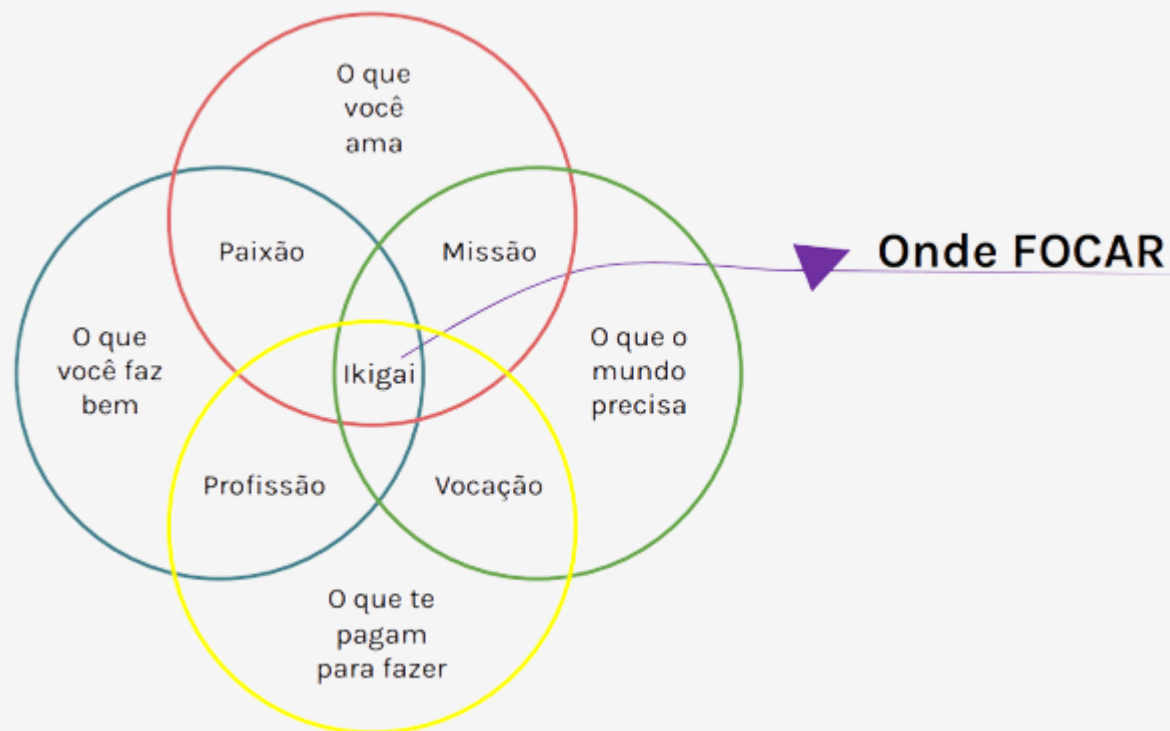 O que
você
ama
Paixão
Missão
Onde FOCAR
O que
você faz
bem
Ikigai
O que o
mundo
precisa
Profissão
Vocação
O que te
pagam
para fazer